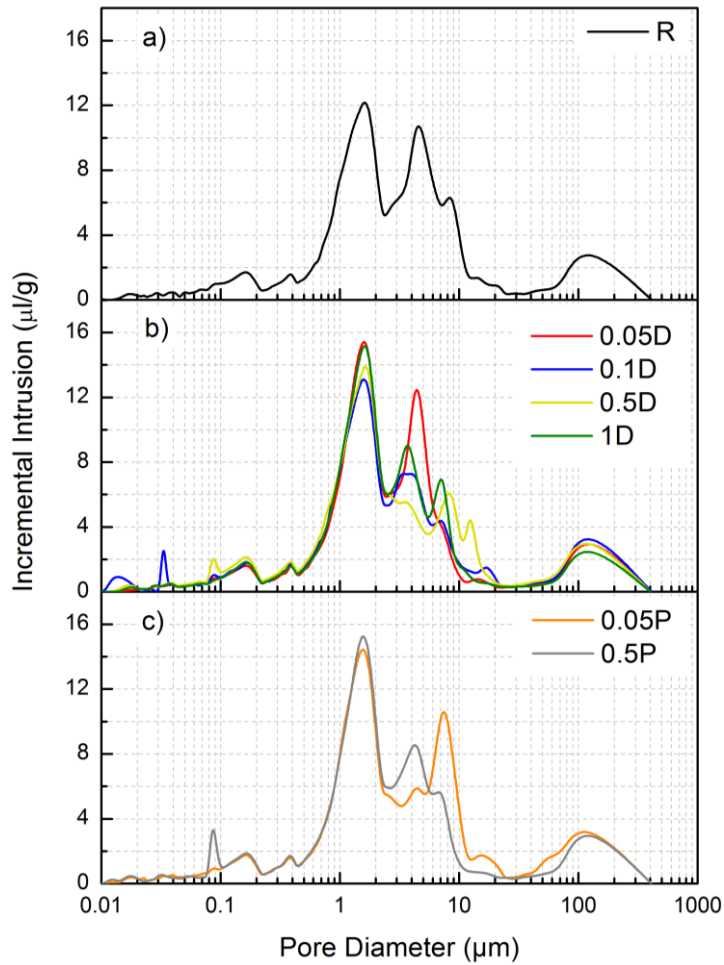 a)
R
16
12
8
4
0
b)
0.05D
0.1D
0.5D
1D
16
12
8
4
0
c)
0.05P
0.5P
16
12
8
4
0
Incremental Intrusion (µl/g)
0.01 0.1 1 10 100 1000
Pore Diameter (µm)